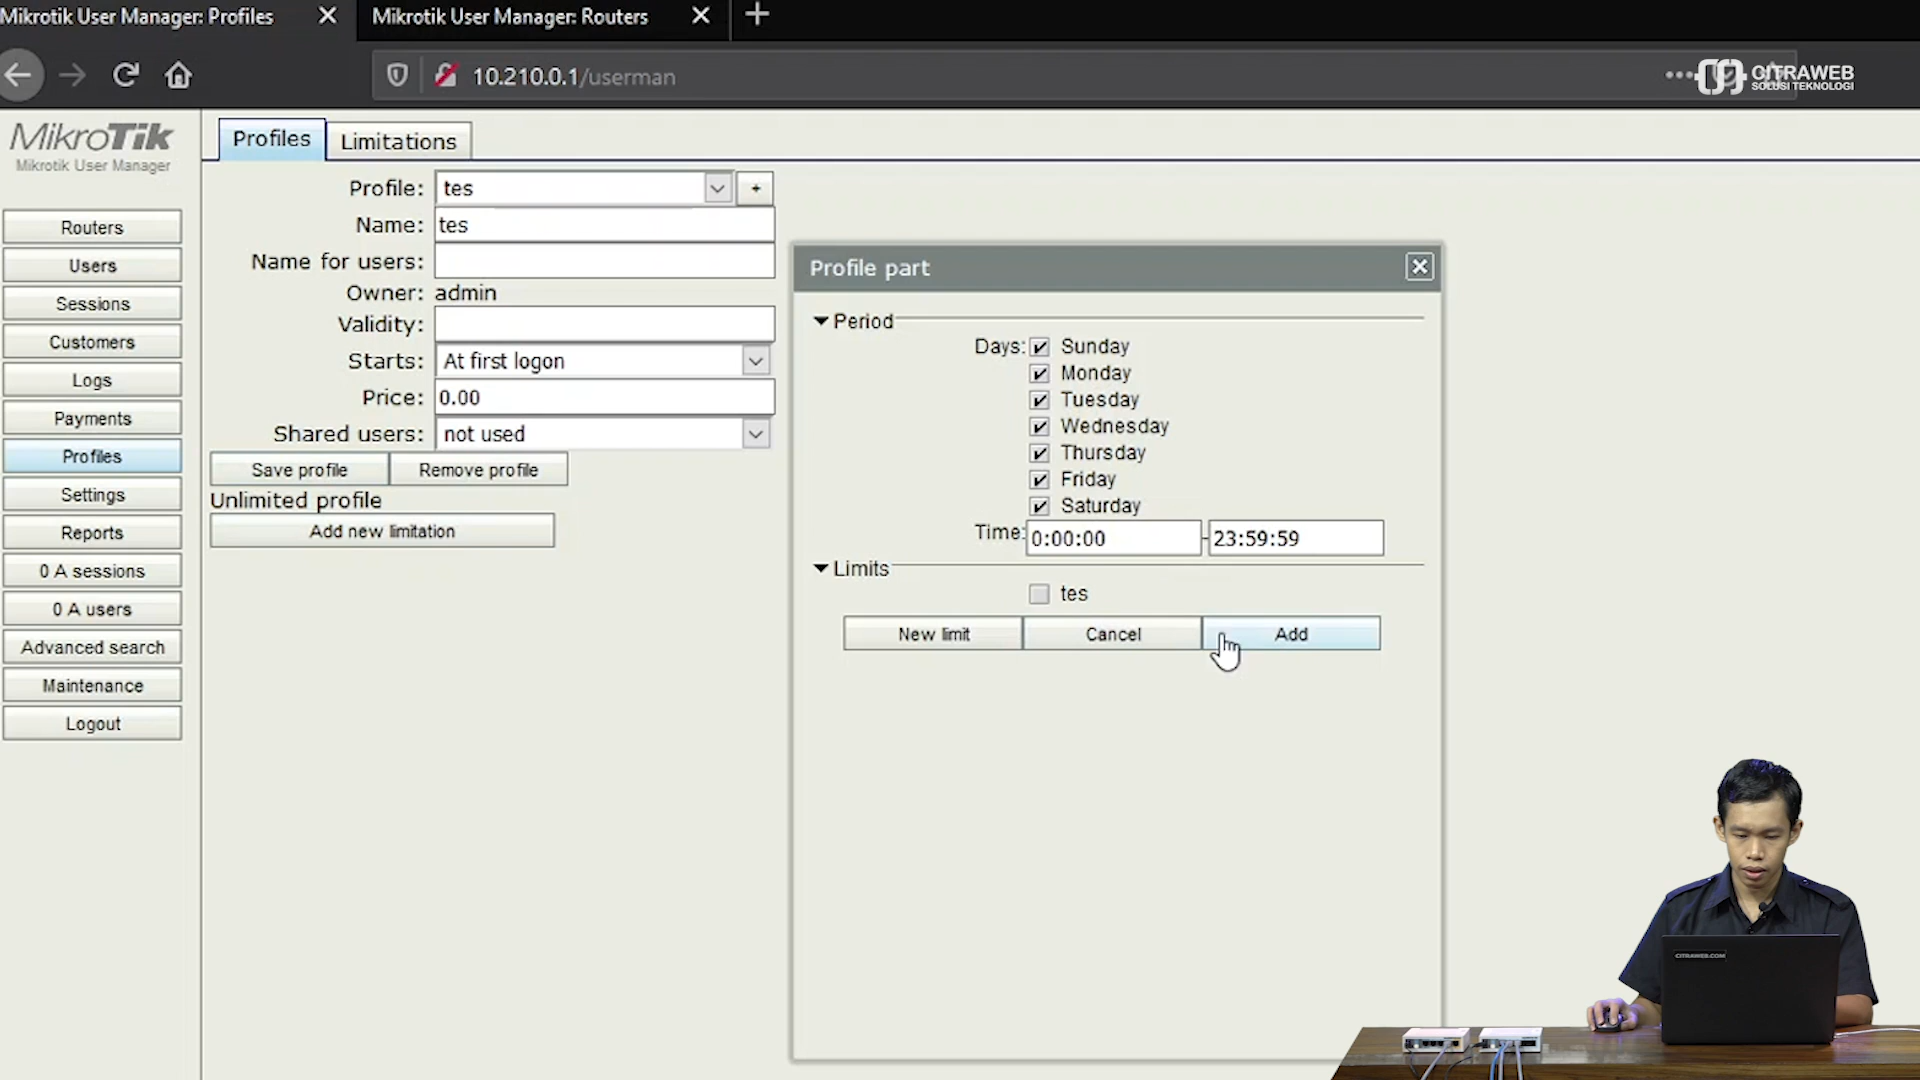 Mikrotik User Manager: Profiles
Mikrotik User Manager: Routers
10.210.0.1/userman
CITRAWEB
SOLUSI TEKNOLOGI
MikroTik
Mikrotik User Manager
Routers
Users
Sessions
Customers
Logs
Payments
Profiles
Settings
Reports
0 A sessions
0 A users
Advanced search
Maintenance
Logout
Profiles
Limitations
Profile: tes +
Name: tes
Name for users:
Owner: admin
Validity:
Starts: At first logon
Price: 0.00
Shared users: not used
Save profile
Remove profile
Unlimited profile
Add new limitation
Profile part
Period
Days: Sunday
Monday
Tuesday
Wednesday
Thursday
Friday
Saturday
Time: 0:00:00 - 23:59:59
Limits
tes
New limit
Cancel
Add
CITRAWEB.COM